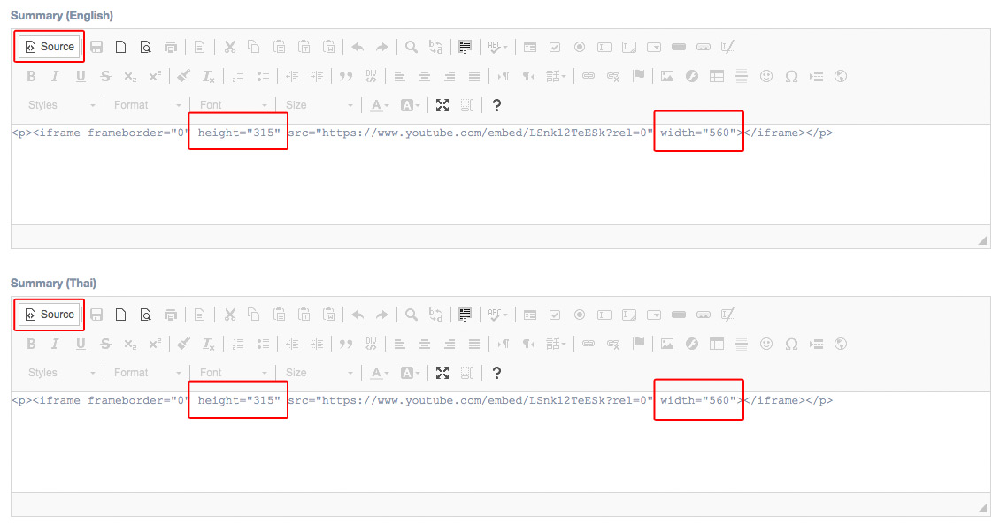 Summary (English)
Source
Styles Format Font Size
<p><iframe frameborder="0" height="315" src="https://www.youtube.com/embed/LSnk12TeESk?rel=0" width="560"></iframe></p>
Summary (Thai)
Source
Styles Format Font Size
<p><iframe frameborder="0" height="315" src="https://www.youtube.com/embed/LSnk12TeESk?rel=0" width="560"></iframe></p>